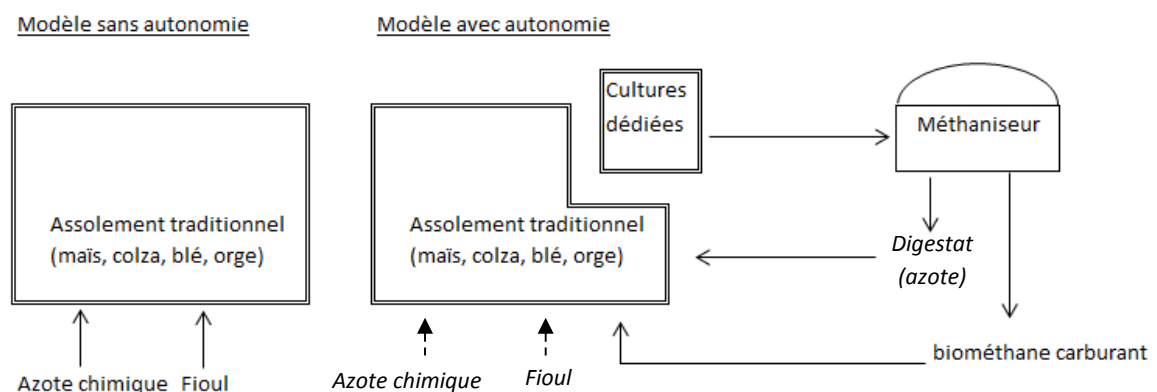 Modèle sans autonomie
Modèle avec autonomie
Cultures
dédiées
Méthaniseur
Assolement traditionnel
(maïs, colza, blé, orge)
Assolement traditionnel
(maïs, colza, blé, orge)
Digestat
(azote)
biométhane carburant
Azote chimique
Fioul
Azote chimique
Fioul